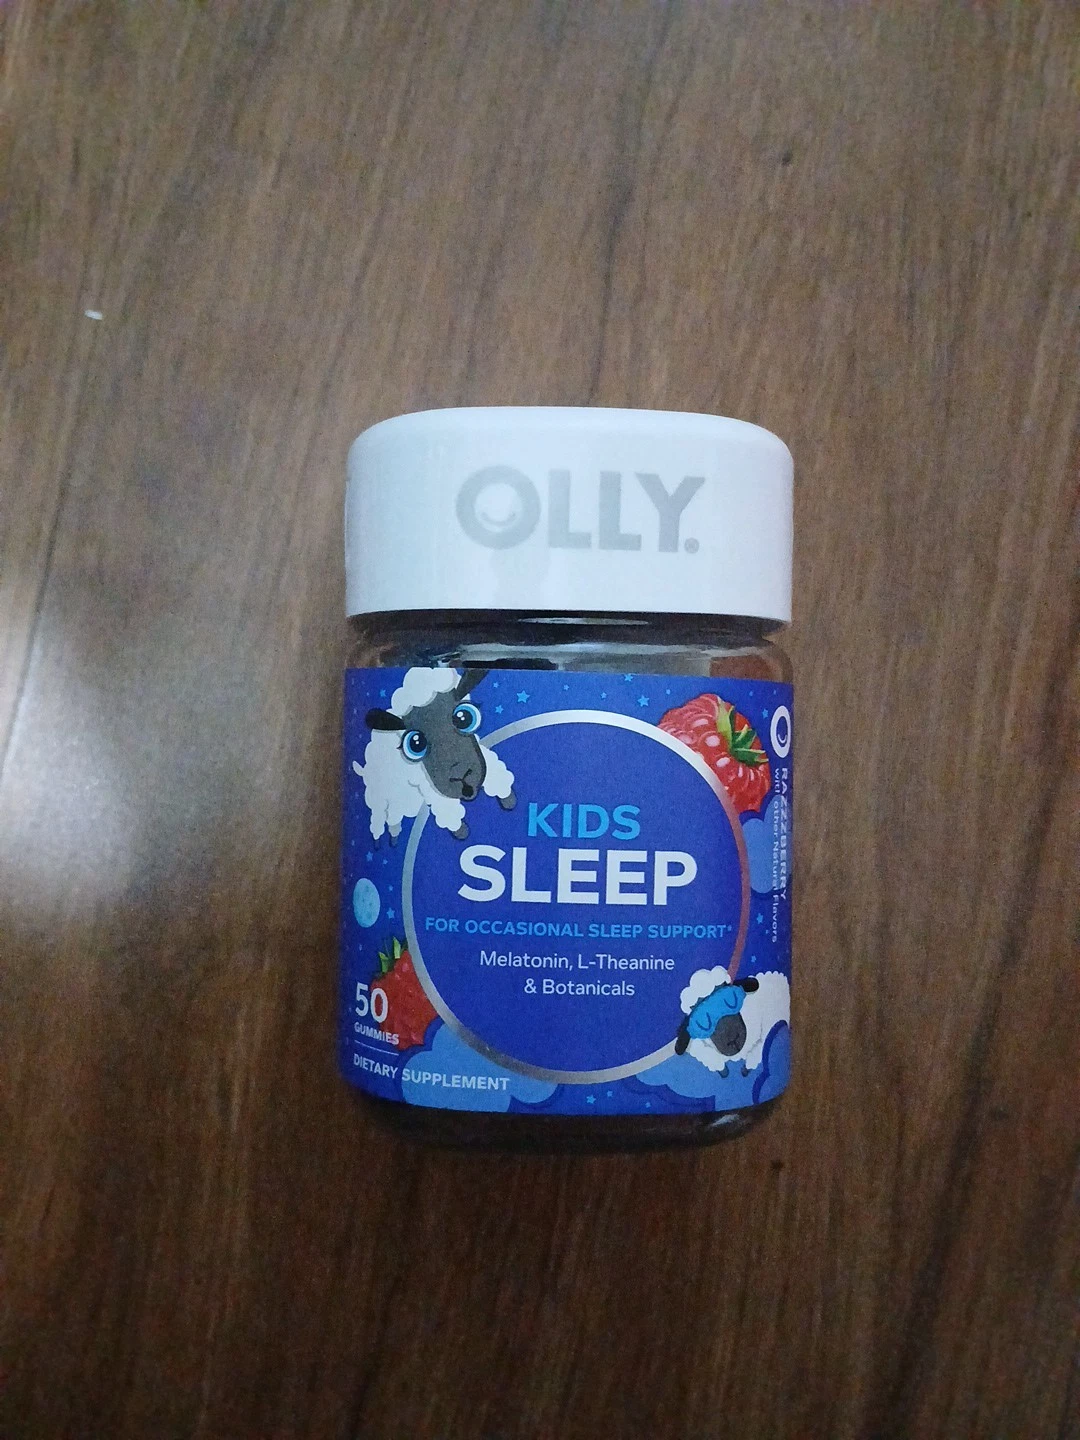 OLLY.
KIDS
SLEEP
FOR OCCASIONAL SLEEP SUPPORT*
Melatonin, L-Theanine
& Botanicals
50
GUMMIES
DIETARY SUPPLEMENT
RAZZZBERRY
With other Natural Flavors